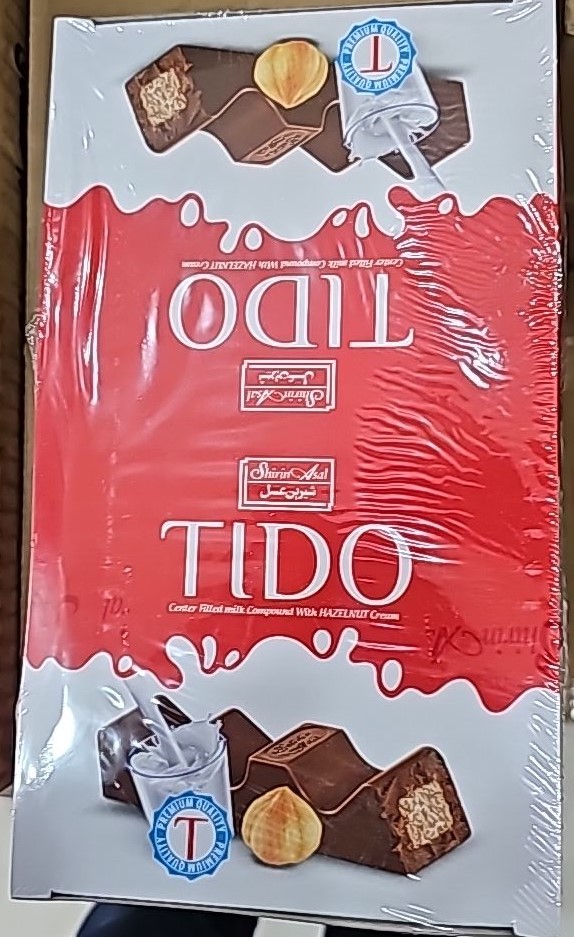 PREMIUM QUALITY · PREMIUM QUALITY
T
Center Filled milk Compound With HAZELNUT Cream
TIDO
Shirin Asal
شیرین عسل
Shirin Asal
شیرین عسل
TIDO
Center Filled milk Compound With HAZELNUT Cream
PREMIUM QUALITY · PREMIUM QUALITY
T